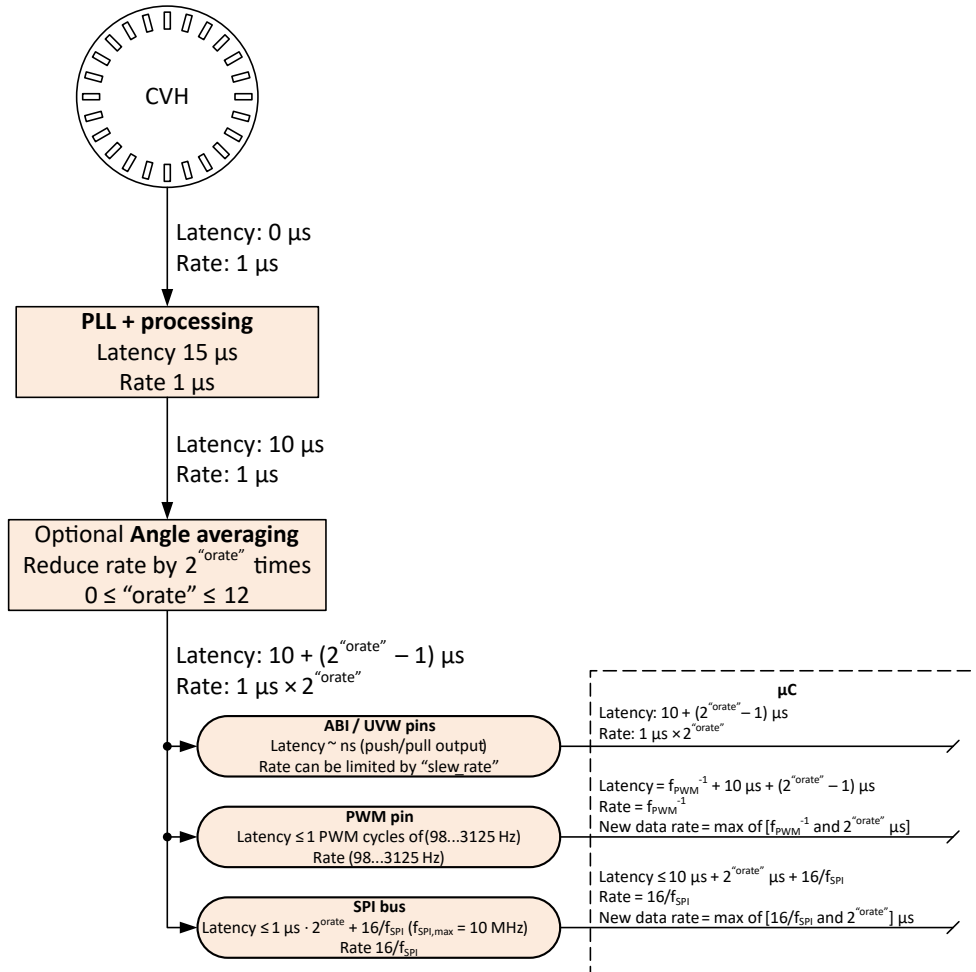 CVH
Latency: 0 µs
Rate: 1 µs
PLL + processing
Latency 15 µs
Rate 1 µs
Latency: 10 µs
Rate: 1 µs
Optional Angle averaging
Reduce rate by 2^“orate” times
0 ≤ “orate” ≤ 12
Latency: 10 + (2^“orate” – 1) µs
Rate: 1 µs × 2^“orate”
ABI / UVW pins
Latency ~ ns (push/pull output)
Rate can be limited by “slew_rate”
PWM pin
Latency ≤ 1 PWM cycles of (98...3125 Hz)
Rate (98...3125 Hz)
SPI bus
Latency ≤ 1 µs · 2^orate + 16/f_SPI (f_SPI,max = 10 MHz)
Rate 16/f_SPI
µC
Latency: 10 + (2^“orate” – 1) µs
Rate: 1 µs × 2^“orate”
Latency = f_PWM^-1 + 10 µs + (2^“orate” – 1) µs
Rate = f_PWM^-1
New data rate = max of [f_PWM^-1 and 2^“orate” µs]
Latency ≤ 10 µs + 2^“orate” µs + 16/f_SPI
Rate = 16/f_SPI
New data rate = max of [16/f_SPI and 2^“orate”] µs